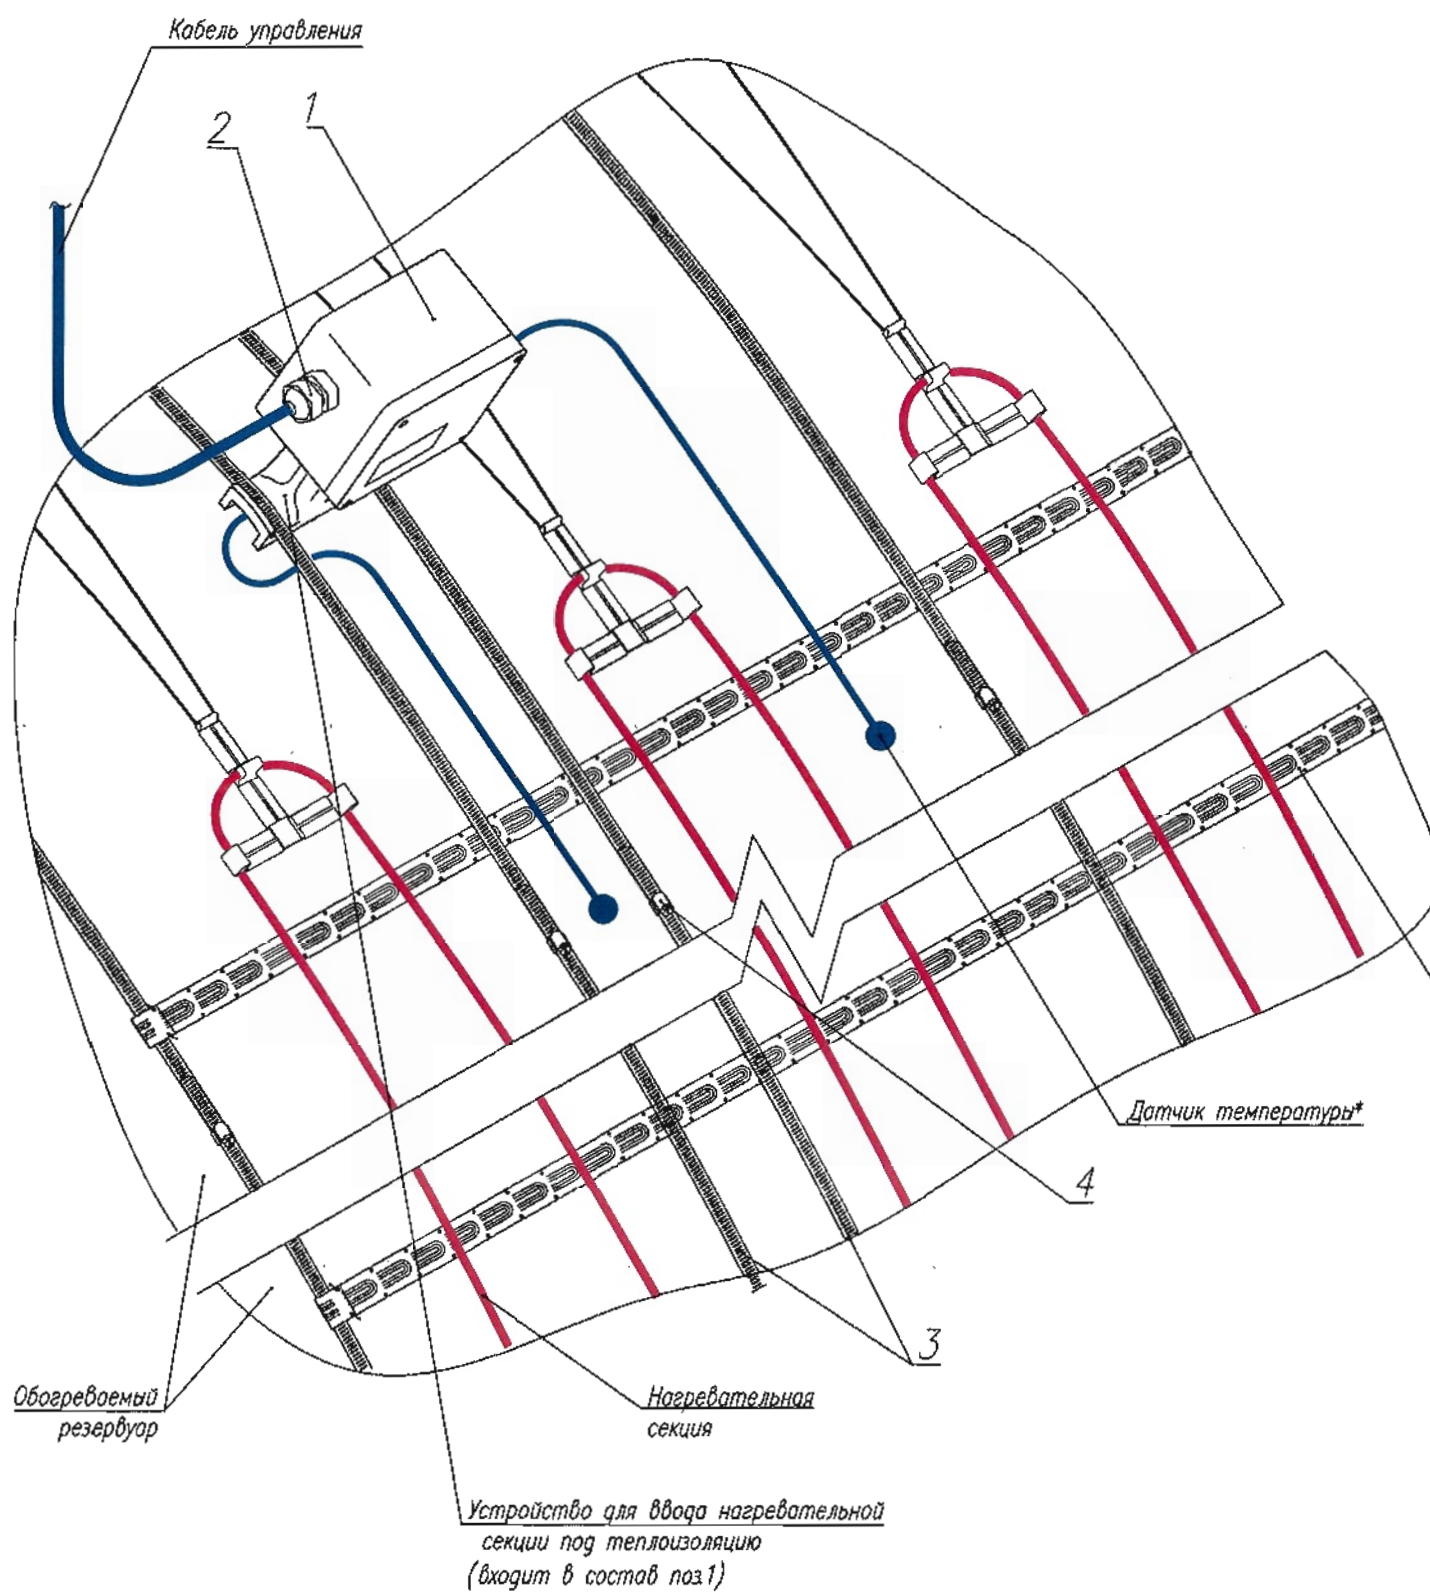 Кабель управления
1
2
Датчик температуры*
4
3
Обогреваемый
резервуар
Нагревательная
секция
Устройство для ввода нагревательной
секции под теплоизоляцию
(входит в состав поз.1)